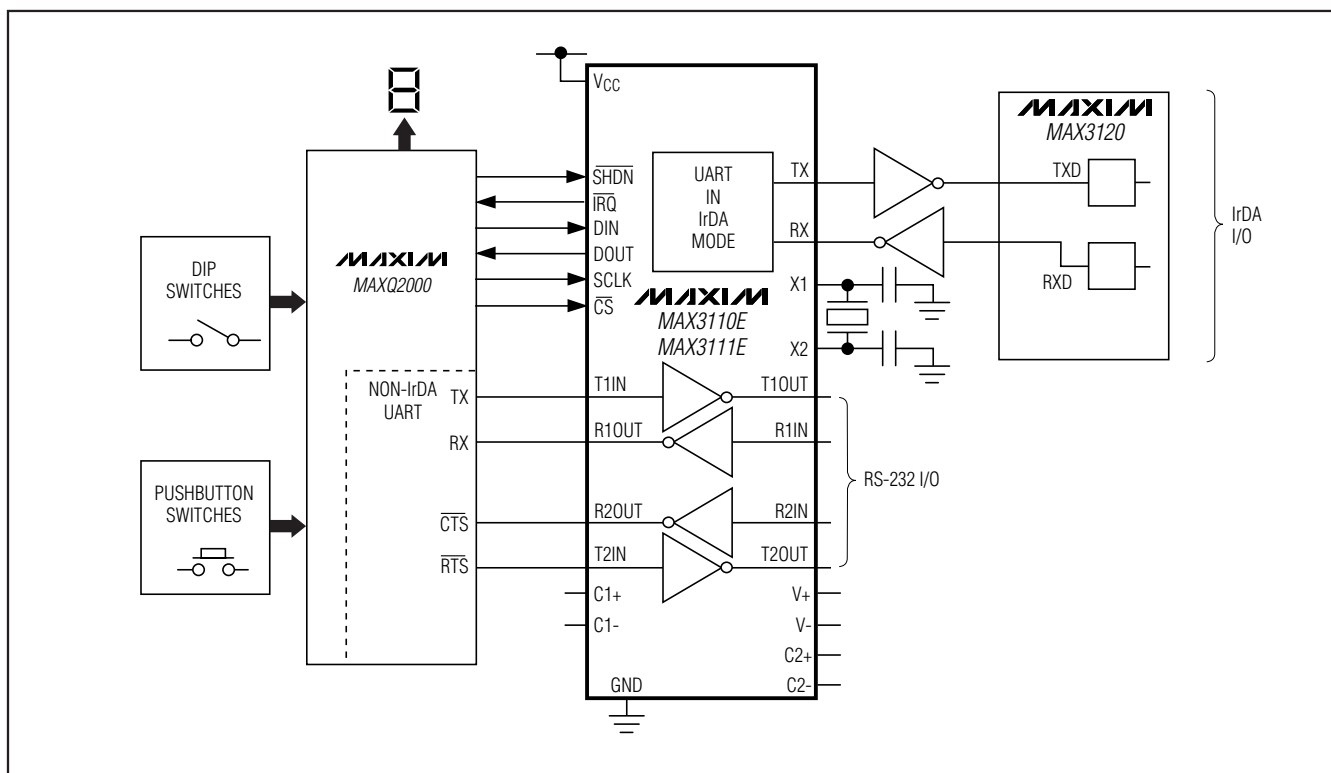 VCC
MAXIM
MAX3120
SHDN
IRQ
DIN
DOUT
SCLK
CS
UART
IN
IrDA
MODE
TX
RX
TXD
RXD
IrDA
I/O
X1
X2
DIP
SWITCHES
MAXIM
MAXQ2000
MAXIM
MAX3110E
MAX3111E
NON-IrDA
UART
TX
RX
CTS
RTS
T1IN
R1OUT
R2OUT
T2IN
T1OUT
R1IN
R2IN
T2OUT
RS-232 I/O
PUSHBUTTON
SWITCHES
C1+
C1-
V+
V-
C2+
C2-
GND